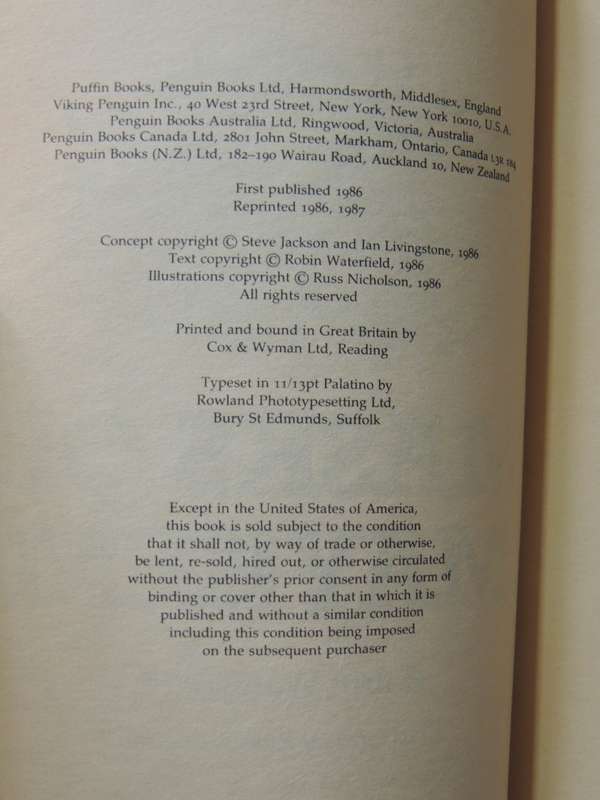 Puffin Books, Penguin Books Ltd, Harmondsworth, Middlesex, England
Viking Penguin Inc., 40 West 23rd Street, New York, New York 10010, U.S.A.
Penguin Books Australia Ltd, Ringwood, Victoria, Australia
Penguin Books Canada Ltd, 2801 John Street, Markham, Ontario, Canada L3R 1B4
Penguin Books (N.Z.) Ltd, 182–190 Wairau Road, Auckland 10, New Zealand
First published 1986
Reprinted 1986, 1987
Concept copyright © Steve Jackson and Ian Livingstone, 1986
Text copyright © Robin Waterfield, 1986
Illustrations copyright © Russ Nicholson, 1986
All rights reserved
Printed and bound in Great Britain by
Cox & Wyman Ltd, Reading
Typeset in 11/13pt Palatino by
Rowland Phototypesetting Ltd,
Bury St Edmunds, Suffolk
Except in the United States of America,
this book is sold subject to the condition
that it shall not, by way of trade or otherwise,
be lent, re-sold, hired out, or otherwise circulated
without the publisher's prior consent in any form of
binding or cover other than that in which it is
published and without a similar condition
including this condition being imposed
on the subsequent purchaser